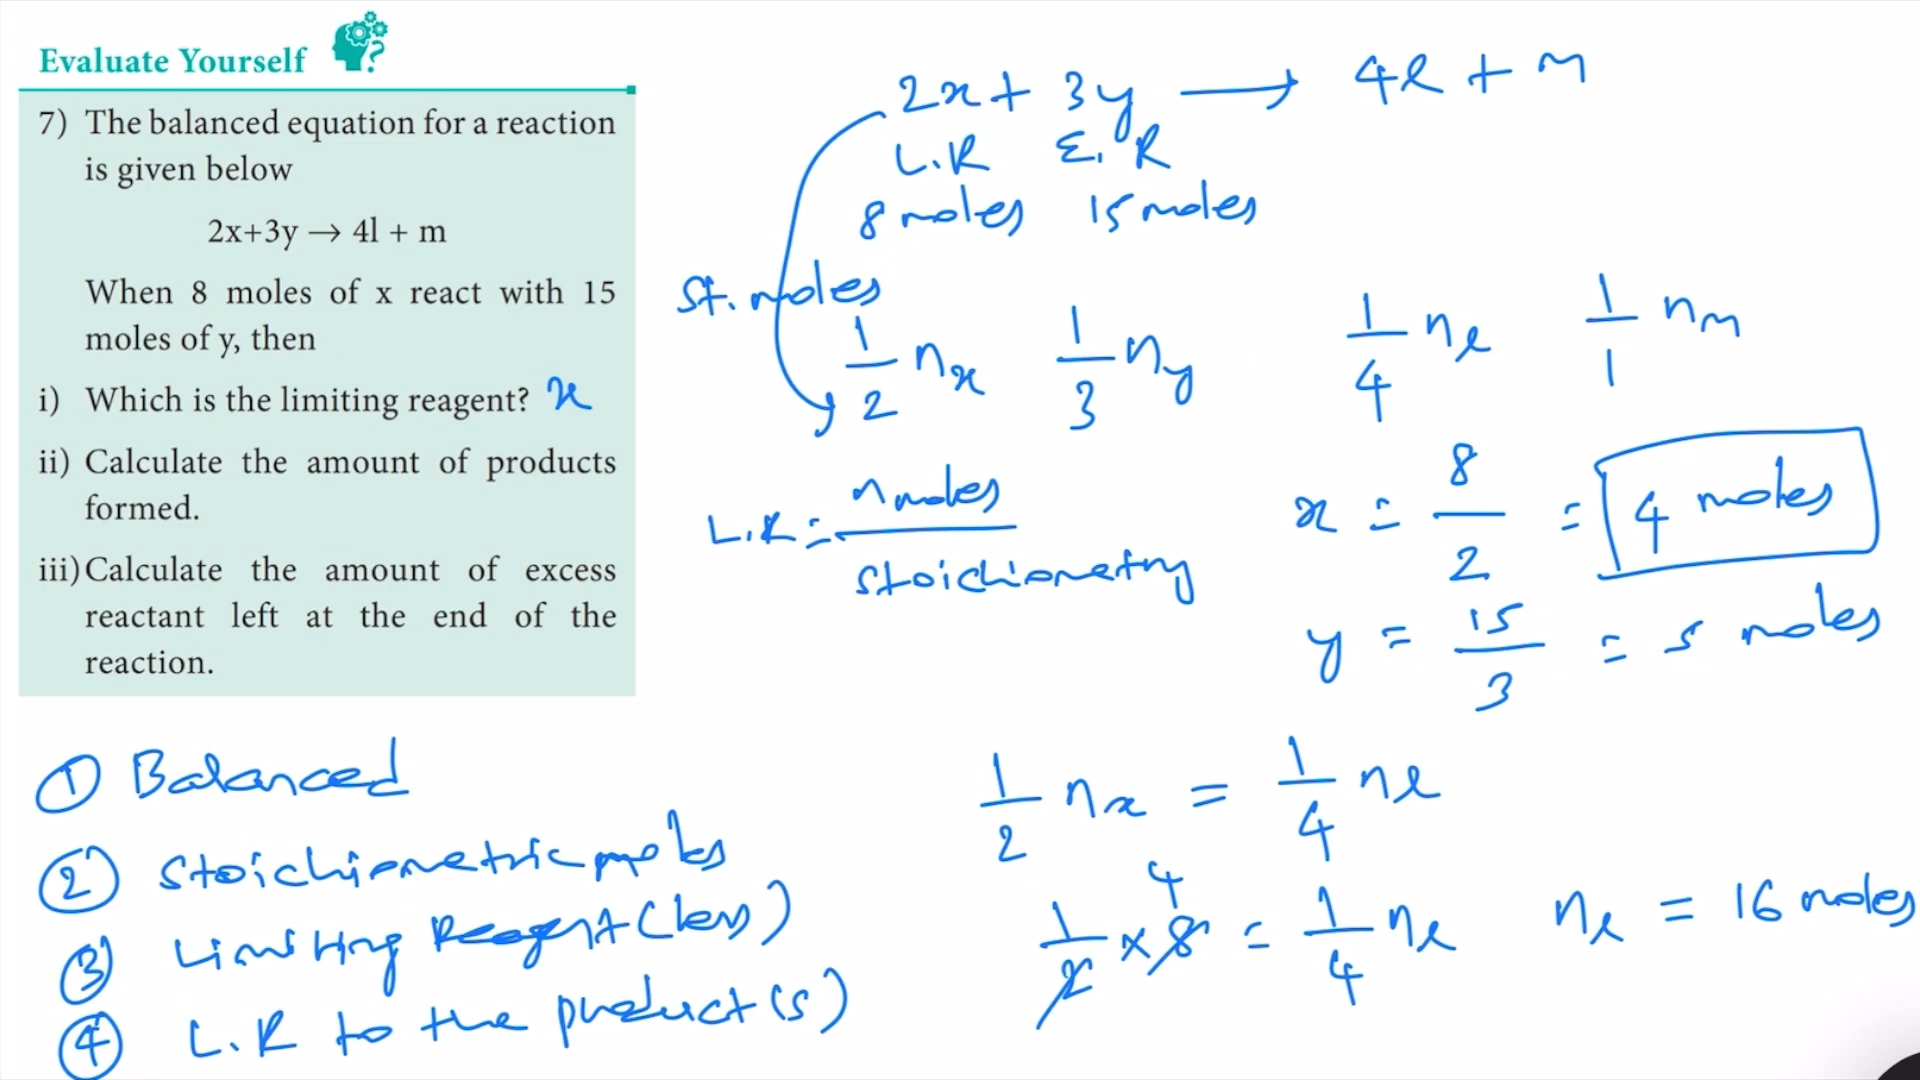 Evaluate Yourself
7) The balanced equation for a reaction
is given below
2x+3y → 4l + m
When 8 moles of x react with 15
moles of y, then
i) Which is the limiting reagent? x
ii) Calculate the amount of products
formed.
iii) Calculate the amount of excess
reactant left at the end of the
reaction.
2x + 3y → 4l + m
L.R E.R
8 moles 15 moles
St. moles
1/2 nx 1/3 ny 1/4 nl 1/1 nm
L.R = n moles / stoichiometry
x = 8/2 = 4 moles
y = 15/3 = 5 moles
1/2 nx = 1/4 nl
1/2 × 8 4 = 1/4 nl nl = 16 moles
① Balanced
② Stoichiometric moles
③ Limiting Reagent (less)
④ L.R to the product(s)